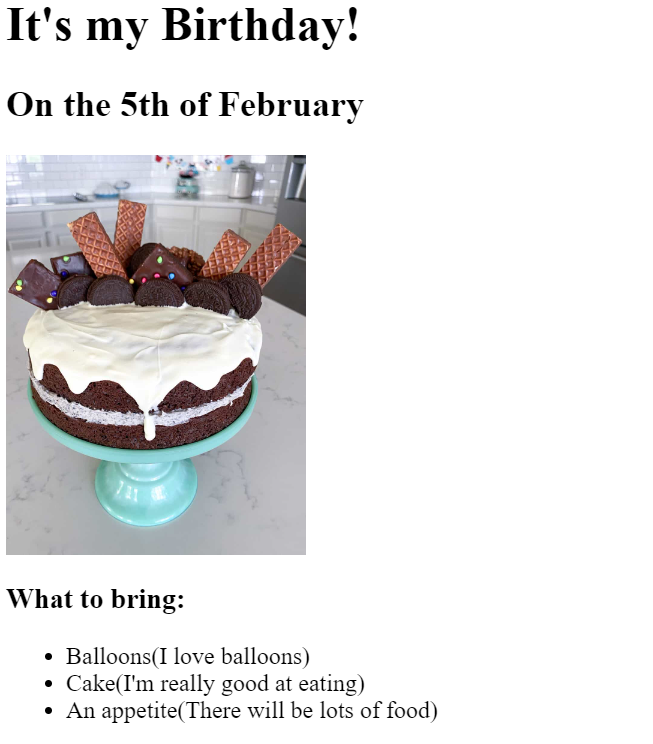 It's my Birthday!
On the 5th of February
What to bring:
Balloons(I love balloons)
Cake(I'm really good at eating)
An appetite(There will be lots of food)